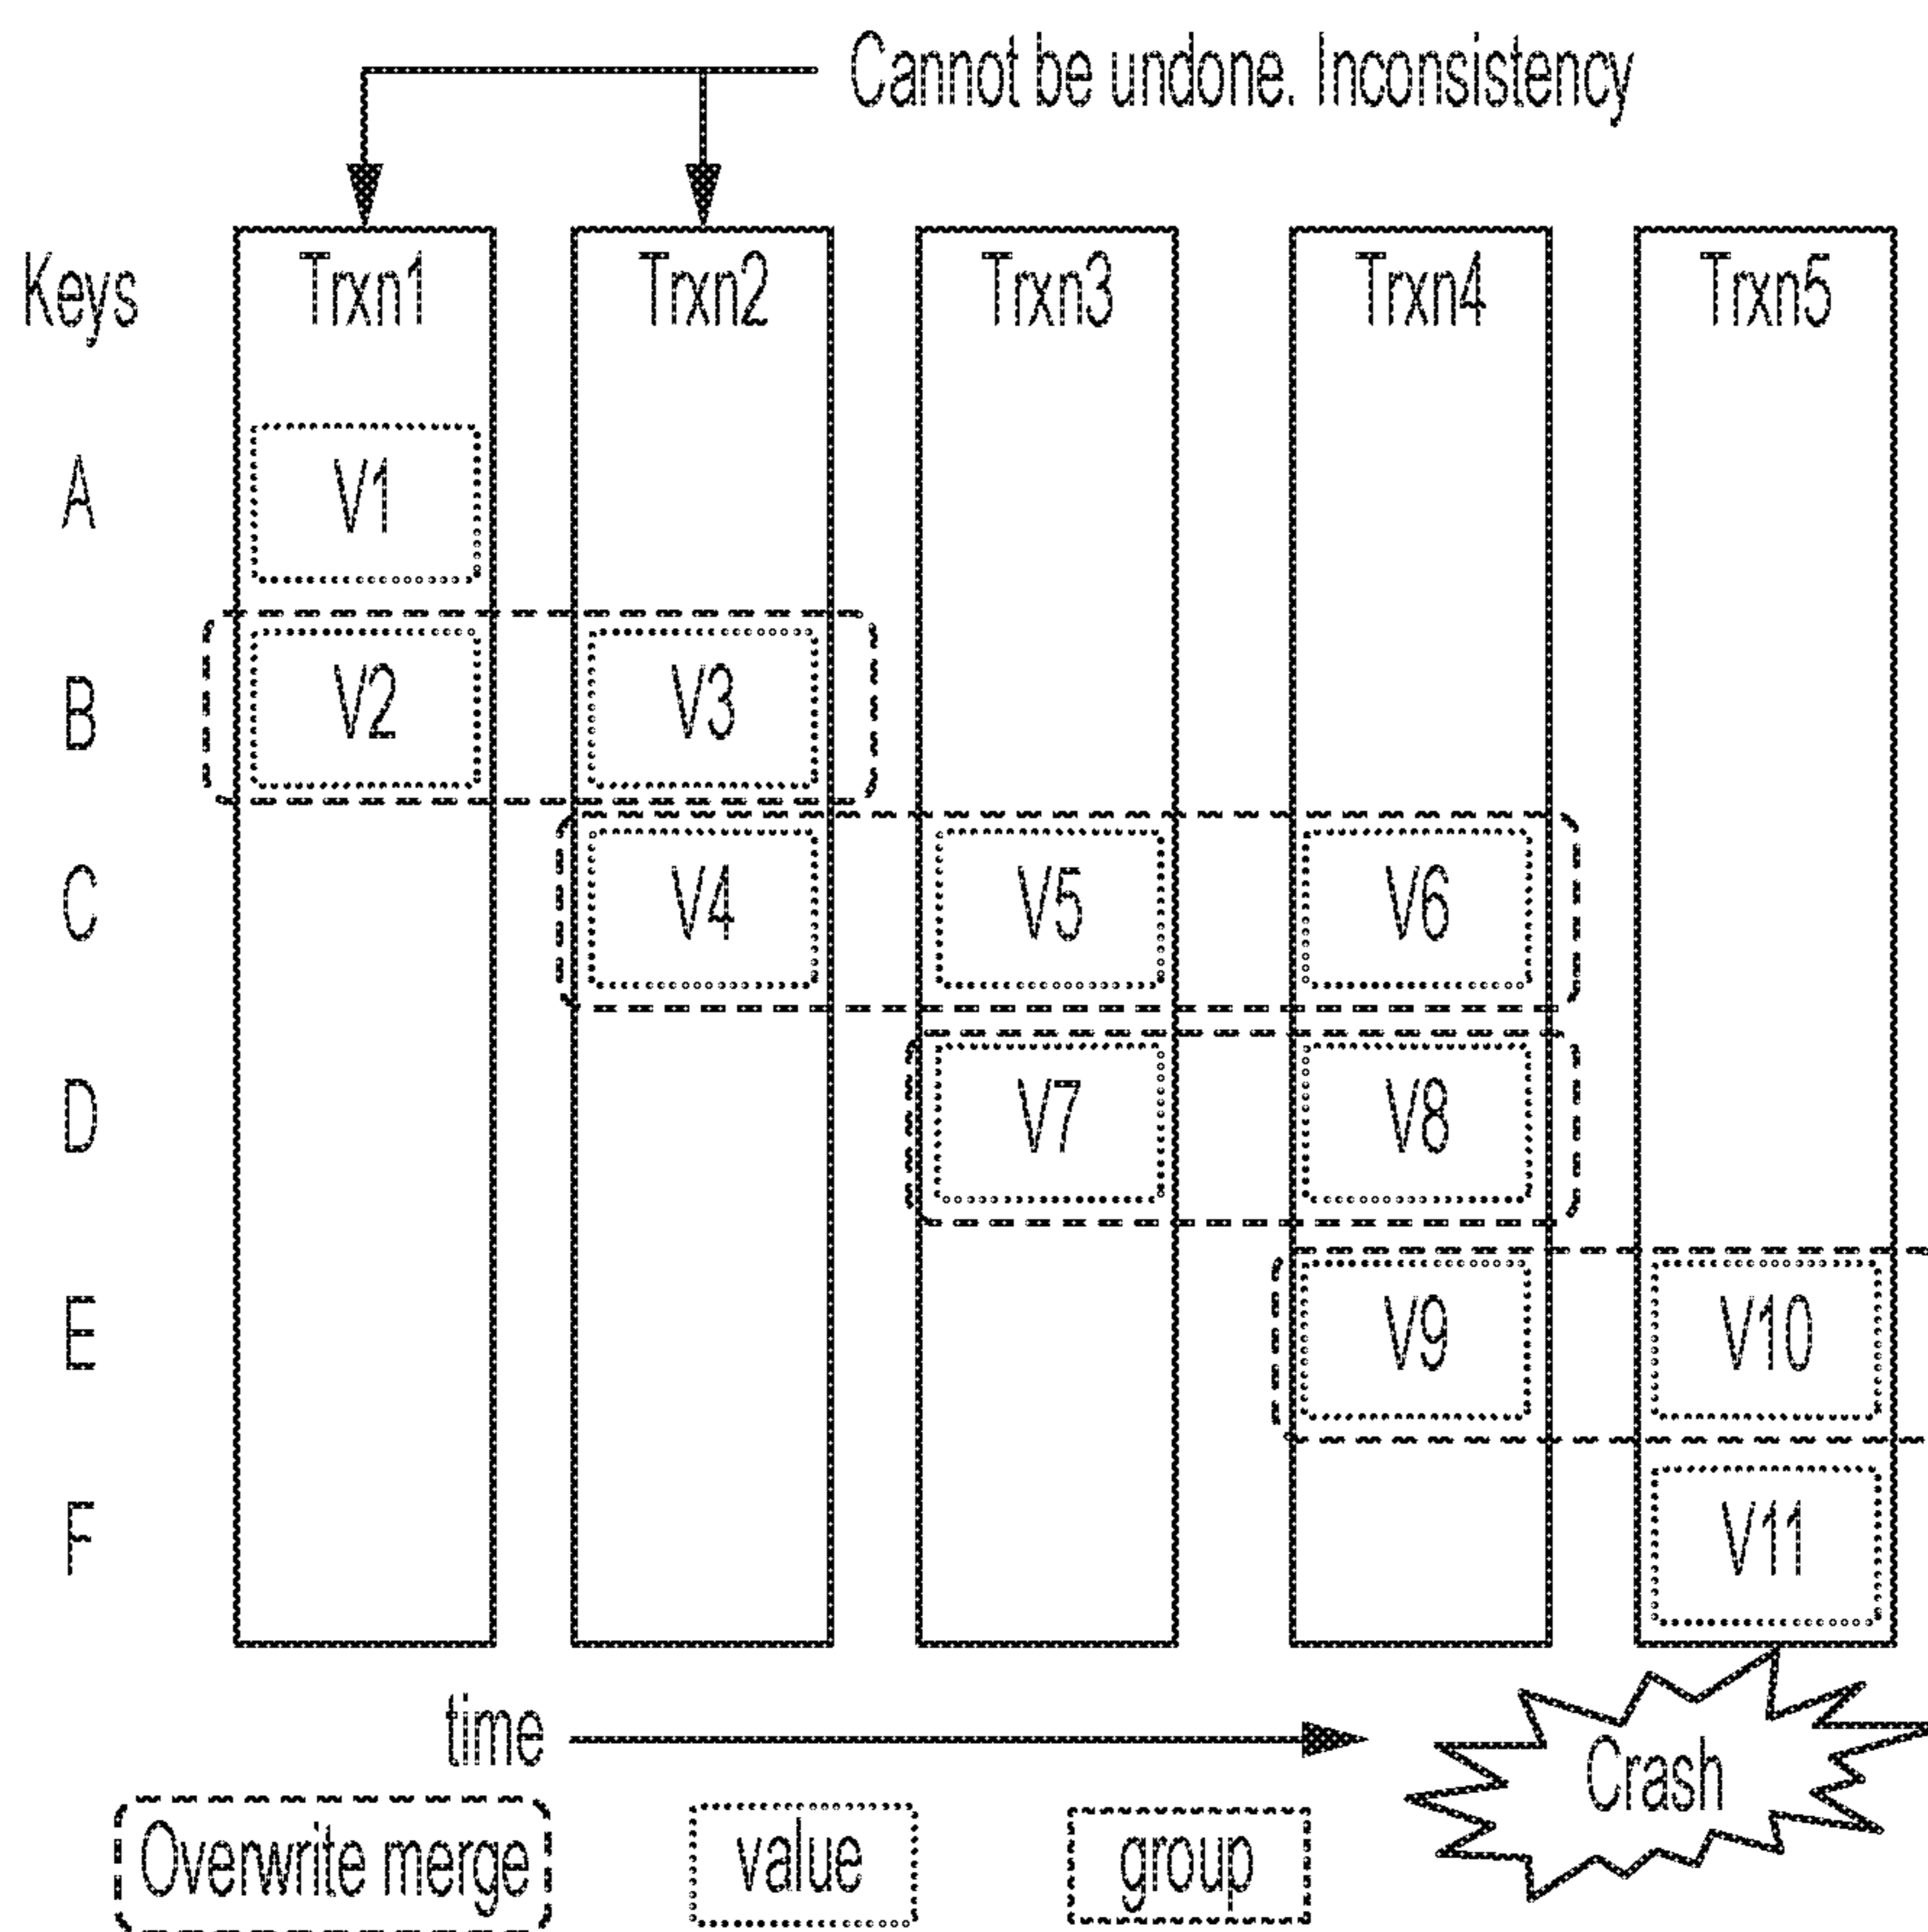 Cannot be undone. Inconsistency
Keys Trxn1 Trxn2 Trxn3 Trxn4 Trxn5
A V1
B V2 V3
C V4 V5 V6
D V7 V8
E V9 V10
F V11
time
Crash
Overwrite merge value group